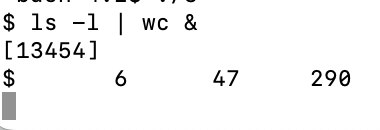 $ ls -l | wc &
[13454]
$       6      47     290